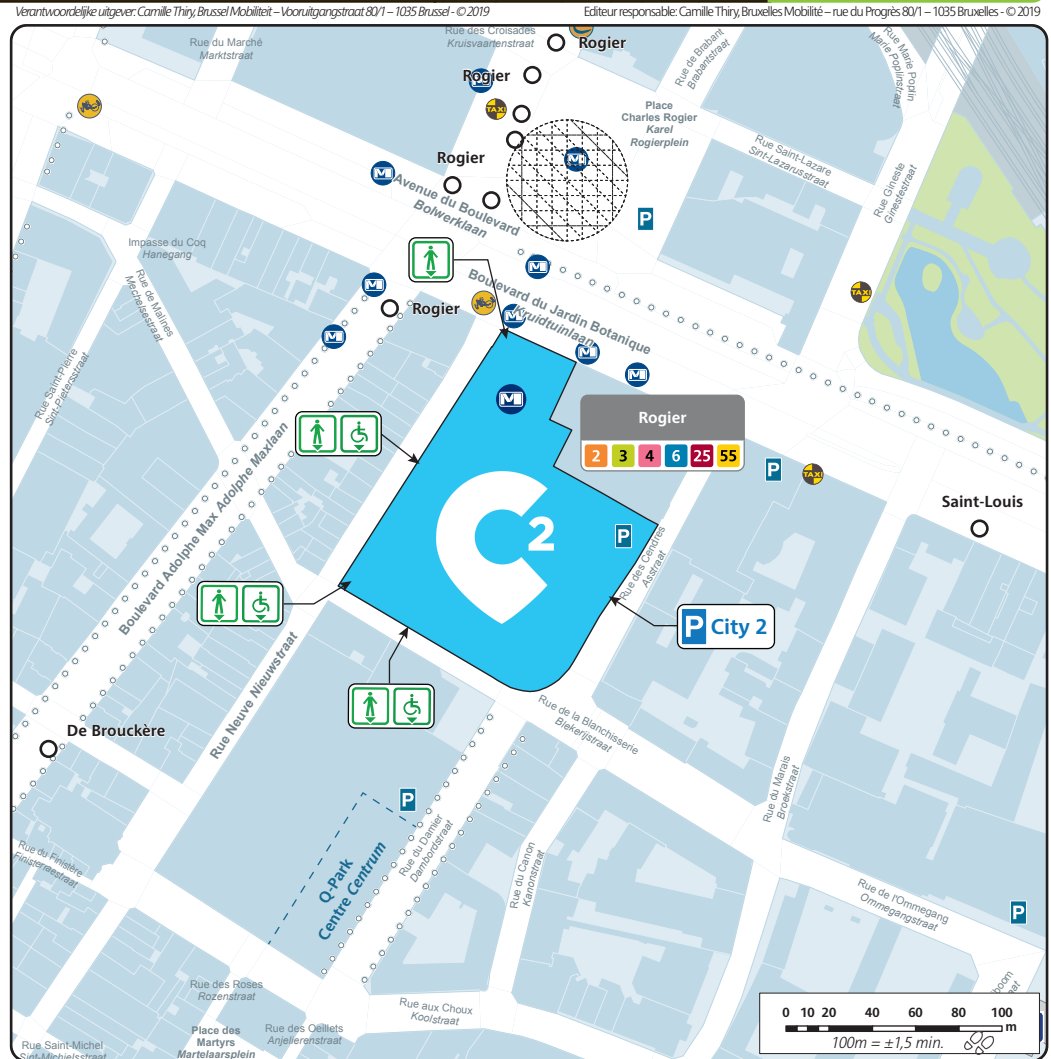 Verantwoordelijke uitgever: Camille Thiry, Brussel Mobiliteit – Vooruitgangstraat 80/1 – 1035 Brussel - © 2019
Editeur responsable: Camille Thiry, Bruxelles Mobilité – rue du Progrès 80/1 – 1035 Bruxelles - © 2019
Rue des Croisades
Kruisvaartenstraat
Rogier
Rue du Marché
Marktstraat
Rue de Brabant
Brabantstraat
Rue Marie Popelin
Marie Popelinstraat
Rogier
TAXI
Place
Charles Rogier
Karel
Rogierplein
M
Rue Saint-Lazare
Sint-Lazarusstraat
Rogier
M
Avenue du Boulevard
Bolwerklaan
Rue Gineste
Ginestestraat
P
Impasse du Coq
Hanegang
M
Rue de Malines
Mechelsestraat
M
Rogier
Boulevard du Jardin Botanique
Kruidtuinlaan
TAXI
M
M
M
M
Rue Saint-Pierre
Sint-Pietersstraat
M
Rogier
2 3 4 6 25 55
Boulevard Adolphe Max Adolphe Maxlaan
P
TAXI
Saint-Louis
C2
P
Rue des Cendres
Asstraat
P City 2
Rue Neuve Nieuwstraat
De Brouckère
Rue de la Blanchisserie
Blekerijstraat
Rue du Marais
Broekstraat
P
Q-Park
Centre Centrum
Rue du Damier
Dambordstraat
Rue du Canon
Kanonstraat
Rue du Finistère
Finisterraestraat
Rue de l'Ommegang
Ommegangstraat
P
Rue des Roses
Rozenstraat
Rue aux Choux
Koolstraat
Place des
Martyrs
Martelaarsplein
Rue des Oeillets
Anjelierenstraat
Rue Saint-Michel
Sint-Michielsstraat
0 10 20 40 60 80 100
m
100m = ±1,5 min.